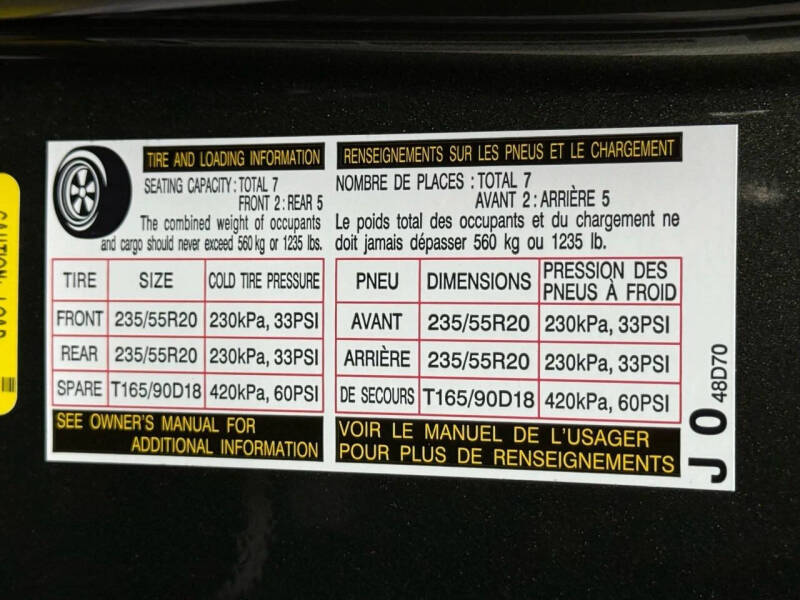 TIRE AND LOADING INFORMATION
SEATING CAPACITY : TOTAL 7
FRONT 2 : REAR 5
The combined weight of occupants
and cargo should never exceed 560 kg or 1235 lbs.
TIRE SIZE COLD TIRE PRESSURE
FRONT 235/55R20 230kPa, 33PSI
REAR 235/55R20 230kPa, 33PSI
SPARE T165/90D18 420kPa, 60PSI
SEE OWNER'S MANUAL FOR
ADDITIONAL INFORMATION
RENSEIGNEMENTS SUR LES PNEUS ET LE CHARGEMENT
NOMBRE DE PLACES : TOTAL 7
AVANT 2 : ARRIÈRE 5
Le poids total des occupants et du chargement ne
doit jamais dépasser 560 kg ou 1235 lb.
PNEU DIMENSIONS PRESSION DES
PNEUS À FROID
AVANT 235/55R20 230kPa, 33PSI
ARRIÈRE 235/55R20 230kPa, 33PSI
DE SECOURS T165/90D18 420kPa, 60PSI
VOIR LE MANUEL DE L'USAGER
POUR PLUS DE RENSEIGNEMENTS
J 0 48D70
CAUTION, LOAD